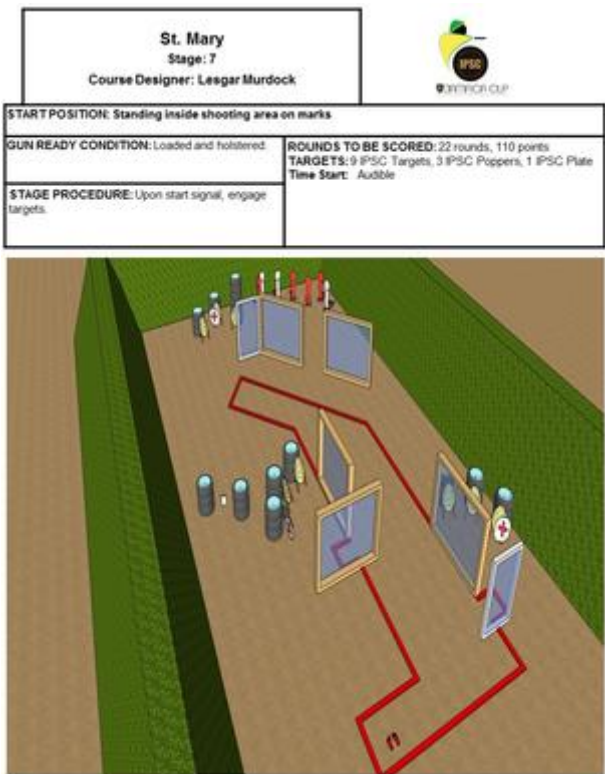 St. Mary
Stage: 7
Course Designer: Lesgar Murdock
IPSC
JAMAICA CUP
START POSITION: Standing inside shooting area on marks
GUN READY CONDITION: Loaded and holstered.
ROUNDS TO BE SCORED: 22 rounds, 110 points
TARGETS: 9 IPSC Targets, 3 IPSC Poppers, 1 IPSC Plate
Time Start: Audible
STAGE PROCEDURE: Upon start signal, engage
targets.